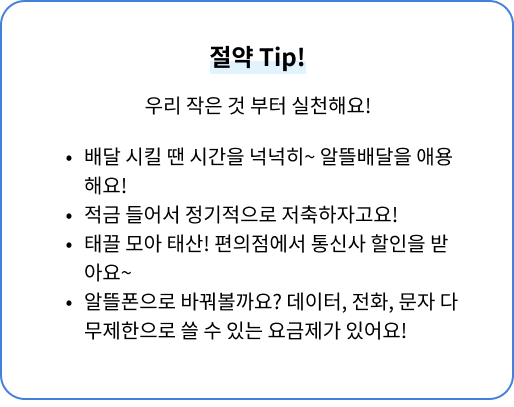 절약 Tip!
우리 작은 것 부터 실천해요!
• 배달 시킬 땐 시간을 넉넉히~ 알뜰배달을 애용
해요!
• 적금 들어서 정기적으로 저축하자고요!
• 태끌 모아 태산! 편의점에서 통신사 할인을 받
아요~
• 알뜰폰으로 바꿔볼까요? 데이터, 전화, 문자 다
무제한으로 쓸 수 있는 요금제가 있어요!